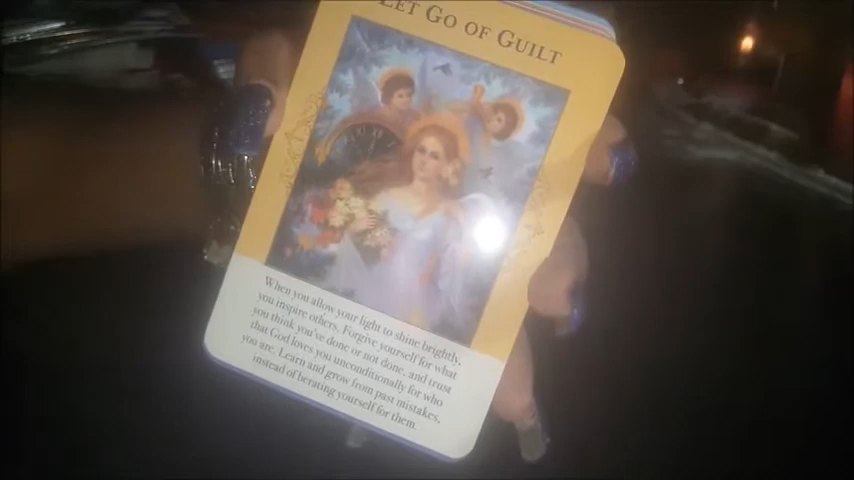 LET GO OF GUILT
When you allow your light to shine brightly,
you inspire others. Forgive yourself for what
you think you've done or not done, and trust
that God loves you unconditionally for who
you are. Learn and grow from past mistakes,
instead of berating yourself for them.